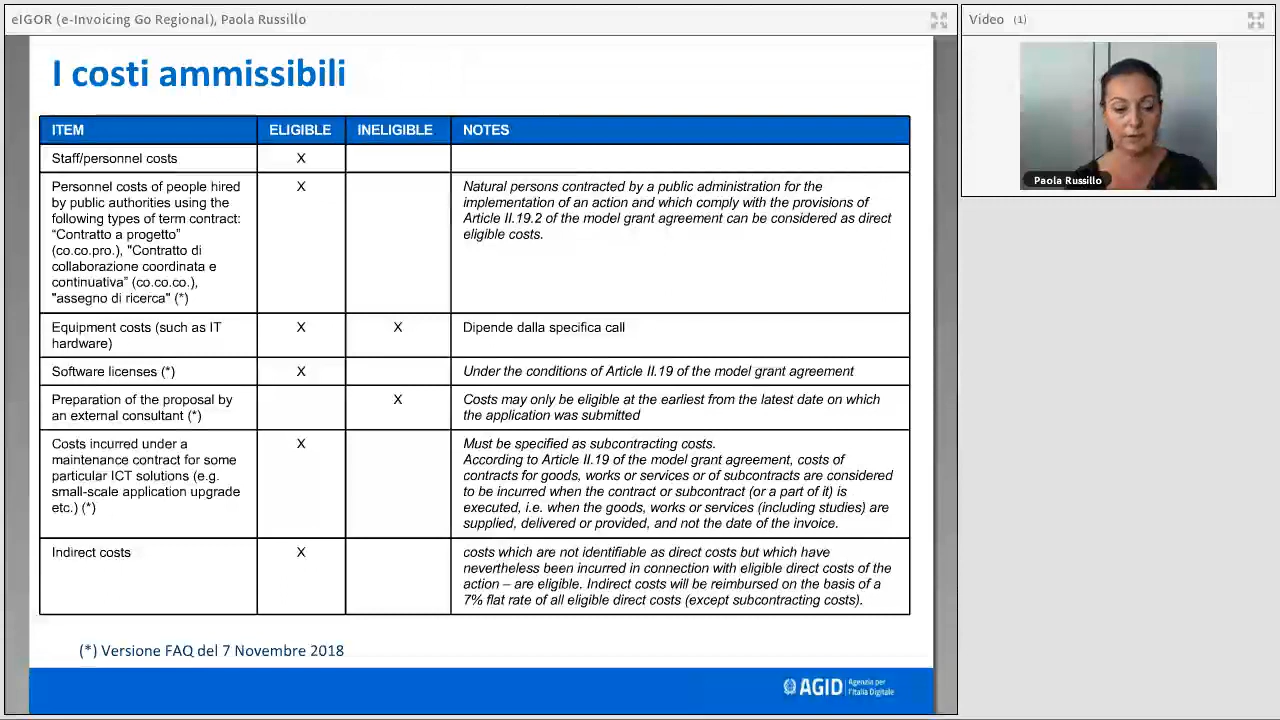 eIGOR (e-Invoicing Go Regional), Paola Russillo
Video (1)
Paola Russillo
I costi ammissibili
ITEM ELIGIBLE INELIGIBLE NOTES
Staff/personnel costs X
Personnel costs of people hired
by public authorities using the
following types of term contract:
“Contratto a progetto”
(co.co.pro.), "Contratto di
collaborazione coordinata e
continuativa” (co.co.co.),
"assegno di ricerca" (*)
X
Natural persons contracted by a public administration for the
implementation of an action and which comply with the provisions of
Article II.19.2 of the model grant agreement can be considered as direct
eligible costs.
Equipment costs (such as IT
hardware)
X X Dipende dalla specifica call
Software licenses (*) X Under the conditions of Article II.19 of the model grant agreement
Preparation of the proposal by
an external consultant (*)
X
Costs may only be eligible at the earliest from the latest date on which
the application was submitted
Costs incurred under a
maintenance contract for some
particular ICT solutions (e.g.
small-scale application upgrade
etc.) (*)
X
Must be specified as subcontracting costs.
According to Article II.19 of the model grant agreement, costs of
contracts for goods, works or services or of subcontracts are considered
to be incurred when the contract or subcontract (or a part of it) is
executed, i.e. when the goods, works or services (including studies) are
supplied, delivered or provided, and not the date of the invoice.
Indirect costs X
costs which are not identifiable as direct costs but which have
nevertheless been incurred in connection with eligible direct costs of the
action – are eligible. Indirect costs will be reimbursed on the basis of a
7% flat rate of all eligible direct costs (except subcontracting costs).
(*) Versione FAQ del 7 Novembre 2018
AGID Agenzia per
l'Italia Digitale